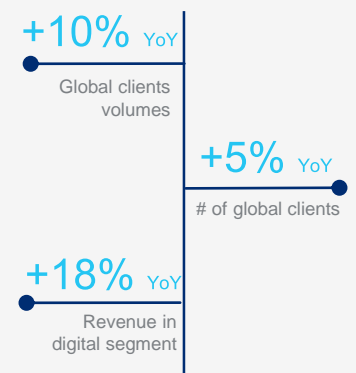 +10% YoY
Global clients
volumes
+5% YoY
# of global clients
+18% YoY
Revenue in
digital segment